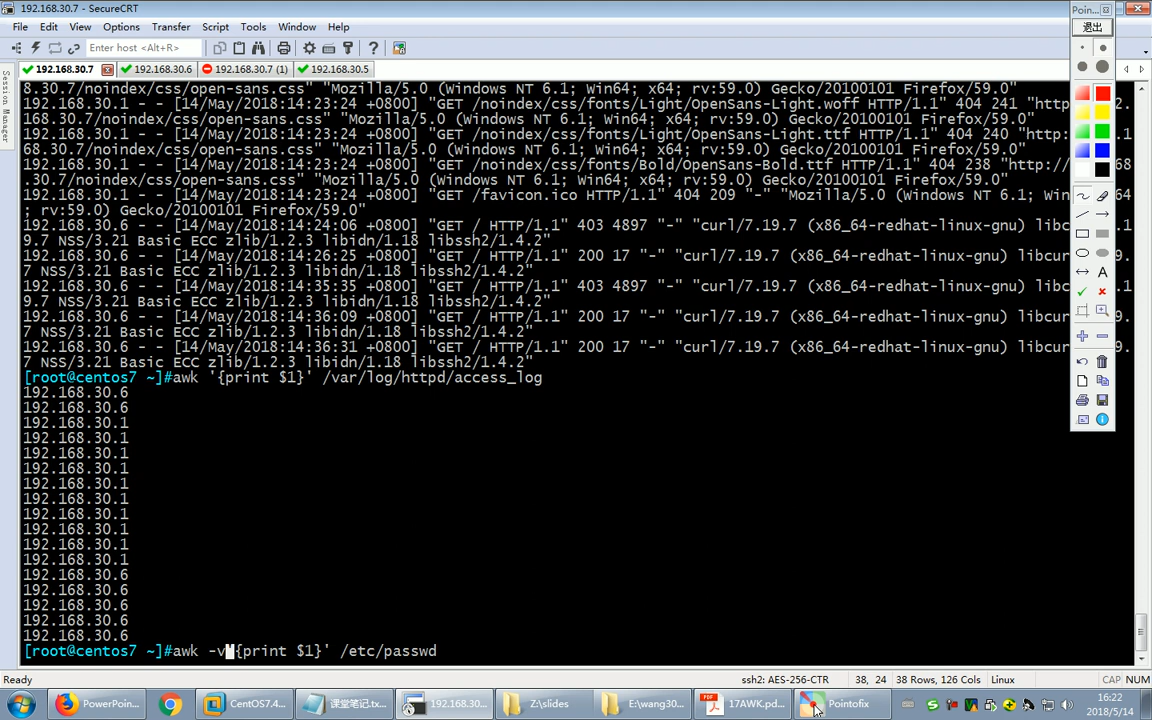 192.168.30.7 - SecureCRT
File Edit View Options Transfer Script Tools Window Help
Enter host <Alt+R>
192.168.30.7 192.168.30.6 192.168.30.7 (1) 192.168.30.5
Session Manager
8.30.7/noindex/css/open-sans.css" "Mozilla/5.0 (Windows NT 6.1; Win64; x64; rv:59.0) Gecko/20100101 Firefox/59.0"
192.168.30.1 - - [14/May/2018:14:23:24 +0800] "GET /noindex/css/fonts/Light/OpenSans-Light.woff HTTP/1.1" 404 241 "http
168.30.7/noindex/css/open-sans.css" "Mozilla/5.0 (Windows NT 6.1; Win64; x64; rv:59.0) Gecko/20100101 Firefox/59.0"
192.168.30.1 - - [14/May/2018:14:23:24 +0800] "GET /noindex/css/fonts/Light/OpenSans-Light.ttf HTTP/1.1" 404 240 "http:
68.30.7/noindex/css/open-sans.css" "Mozilla/5.0 (Windows NT 6.1; Win64; x64; rv:59.0) Gecko/20100101 Firefox/59.0"
192.168.30.1 - - [14/May/2018:14:23:24 +0800] "GET /noindex/css/fonts/Bold/OpenSans-Bold.ttf HTTP/1.1" 404 238 "http:// 68
.30.7/noindex/css/open-sans.css" "Mozilla/5.0 (Windows NT 6.1; Win64; x64; rv:59.0) Gecko/20100101 Firefox/59.0"
192.168.30.1 - - [14/May/2018:14:23:24 +0800] "GET /favicon.ico HTTP/1.1" 404 209 "-" "Mozilla/5.0 (Windows NT 6.1; Win
; rv:59.0) Gecko/20100101 Firefox/59.0"
192.168.30.6 - - [14/May/2018:14:24:06 +0800] "GET / HTTP/1.1" 403 4897 "-" "curl/7.19.7 (x86_64-redhat-linux-gnu) libc .1
9.7 NSS/3.21 Basic ECC zlib/1.2.3 libidn/1.18 libssh2/1.4.2"
192.168.30.6 - - [14/May/2018:14:26:25 +0800] "GET / HTTP/1.1" 200 17 "-" "curl/7.19.7 (x86_64-redhat-linux-gnu) libcur 9.
7 NSS/3.21 Basic ECC zlib/1.2.3 libidn/1.18 libssh2/1.4.2"
192.168.30.6 - - [14/May/2018:14:35:35 +0800] "GET / HTTP/1.1" 403 4897 "-" "curl/7.19.7 (x86_64-redhat-linux-gnu) libc .1
9.7 NSS/3.21 Basic ECC zlib/1.2.3 libidn/1.18 libssh2/1.4.2"
192.168.30.6 - - [14/May/2018:14:36:09 +0800] "GET / HTTP/1.1" 200 17 "-" "curl/7.19.7 (x86_64-redhat-linux-gnu) libcur 9.
7 NSS/3.21 Basic ECC zlib/1.2.3 libidn/1.18 libssh2/1.4.2"
192.168.30.6 - - [14/May/2018:14:36:31 +0800] "GET / HTTP/1.1" 200 17 "-" "curl/7.19.7 (x86_64-redhat-linux-gnu) libcur 9.
7 NSS/3.21 Basic ECC zlib/1.2.3 libidn/1.18 libssh2/1.4.2"
[root@centos7 ~]#awk '{print $1}' /var/log/httpd/access_log
192.168.30.6
192.168.30.6
192.168.30.1
192.168.30.1
192.168.30.1
192.168.30.1
192.168.30.1
192.168.30.1
192.168.30.1
192.168.30.1
192.168.30.1
192.168.30.1
192.168.30.6
192.168.30.6
192.168.30.6
192.168.30.6
192.168.30.6
[root@centos7 ~]#awk -v'{print $1}' /etc/passwd
Poin...
退出
A
Ready ssh2: AES-256-CTR 38, 24 38 Rows, 126 Cols Linux CAP NUM
PowerPoin... CentOS7.4... 课堂笔记.tx... 192.168.30... Z:\slides E:\wang30... 17AWK.pd... Pointofix
16:22
2018/5/14